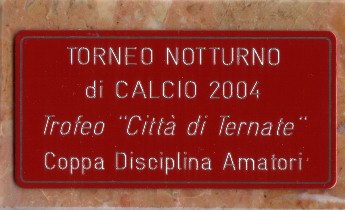 TORNEO NOTTURNO
di CALCIO 2004
Trofeo "Città di Ternate"
Coppa Disciplina Amatori